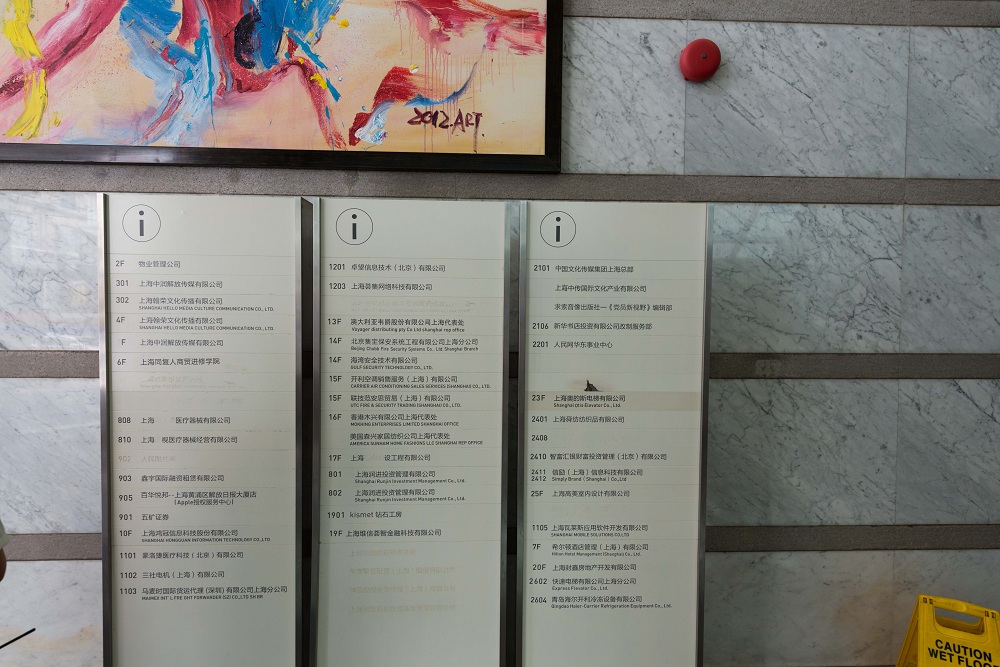 2012.ART.
i
2F 物业管理公司
301 上海中润解放传媒有限公司
302 上海翰荣文化传播有限公司
SHANGHAI HELLO MEDIA CULTURE COMMUNICATION CO., LTD.
4F 上海翰荣文化传播有限公司
SHANGHAI HELLO MEDIA CULTURE COMMUNICATION CO., LTD.
F 上海中润解放传媒有限公司
6F 上海同复人商贸进修学院
808 上海 医疗器械有限公司
810 上海 视医疗器械经营有限公司
902
903 鑫宇国际融资租赁有限公司
905 百华悦邦--上海黄浦区解放日报大厦店
(Apple授权服务中心)
901 五矿证券
10F 上海鸿冠信息科技股份有限公司
SHANGHAI HONGGUAN INFORMATION TECHNOLOGY CO.,LTD
1101 豪洛捷医疗科技（北京）有限公司
1102 三社电机（上海）有限公司
1103 马麦时国际货运代理(深圳)有限公司上海分公司
MAIMEX INT' L FRE GHT FORWARDER (SZ) CO.,LTD SH BR
i
1201 卓望信息技术（北京）有限公司
1203 上海葵集网络科技有限公司
13F 澳大利亚韦爵股份有限公司上海代表处
Voyager distributing pty Co Ltd shanghai rep office
14F 北京集宝保安系统工程有限公司上海分公司
Beijing Chubb Fire Security Systems Co., Ltd. Shanghai Branch
14F 海湾安全技术有限公司
GULF SECURITY TECHNOLOGY CO., LTD.
15F 开利空调销售服务（上海）有限公司
CARRIER AIR CONDITIONING SALES SERVICES (SHANGHAI) CO., LTD.
15F 联技范安思贸易（上海）有限公司
UTC FIRE & SECURITY TRADING (SHANGHAI) CO., LTD.
16F 香港木兴有限公司上海代表处
MOKHING ENTERPRISES LIMITED SHANGHAI OFFICE
美国森兴家居纺织公司上海代表处
AMERICA SUNHAM HOME FASHIONS LLC SHANGHAI REP OFFICE
17F 上海 设工程有限公司
801 上海润进投资管理有限公司
Shanghai Runjin Investment Management Co., Ltd.
802 上海润进投资管理有限公司
Shanghai Runjin Investment Management Co., Ltd.
1901 kismet 钻石工房
19F 上海维信荟智金融科技有限公司
i
2101 中国文化传媒集团上海总部
上海中传国际文化产业有限公司
求索音像出版社—《党员新视野》编辑部
2106 新华书店投资有限公司政制服务部
2201 人民网华东事业中心
23F 上海奥的斯电梯有限公司
Shanghai Otis Elevator Co., Ltd.
2401 上海舜纺纺织品有限公司
2408
2410 智富汇银财富投资管理（北京）有限公司
2411 信励（上海）信息科技有限公司
2412 Simply Brand (Shanghai) Co., Ltd
25F 上海高美室内设计有限公司
1105 上海瓦莱斯应用软件开发有限公司
SHANGHAI MOBILE SOLUTIONS CO.,LTD
7F 希尔顿酒店管理（上海）有限公司
Hilton Hotel Management (Shanghai) Co., Ltd.
20F 上海封鑫房地产开发有限公司
2602 快速电梯有限公司上海分公司
Express Elevator Co., Ltd.
2604 青岛海尔开利冷冻设备有限公司
Qingdao Haier-Carrier Refrigeration Equipment Co., Ltd.
CAUTION
WET FLOO